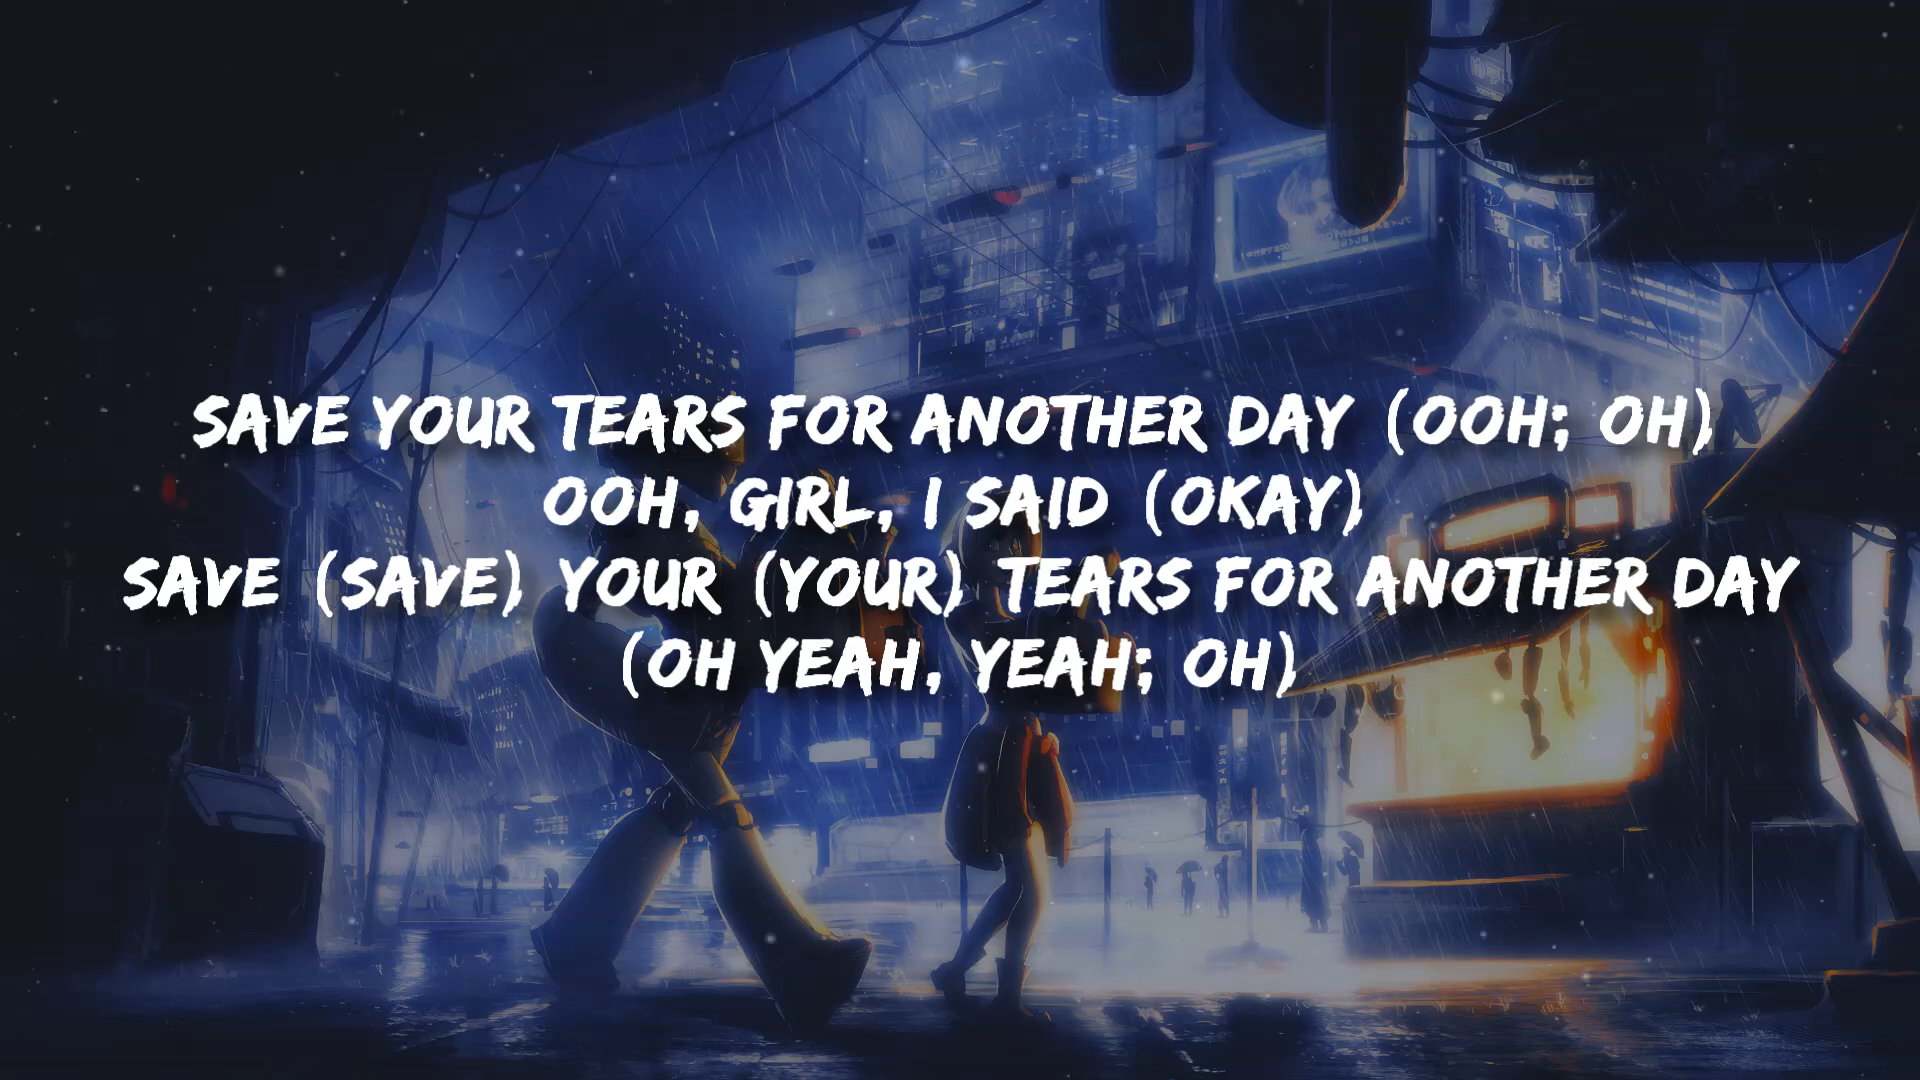 SAVE YOUR TEARS FOR ANOTHER DAY (OOH; OH)
OOH, GIRL, I SAID (OKAY)
SAVE (SAVE) YOUR (YOUR) TEARS FOR ANOTHER DAY
(OH YEAH, YEAH; OH)